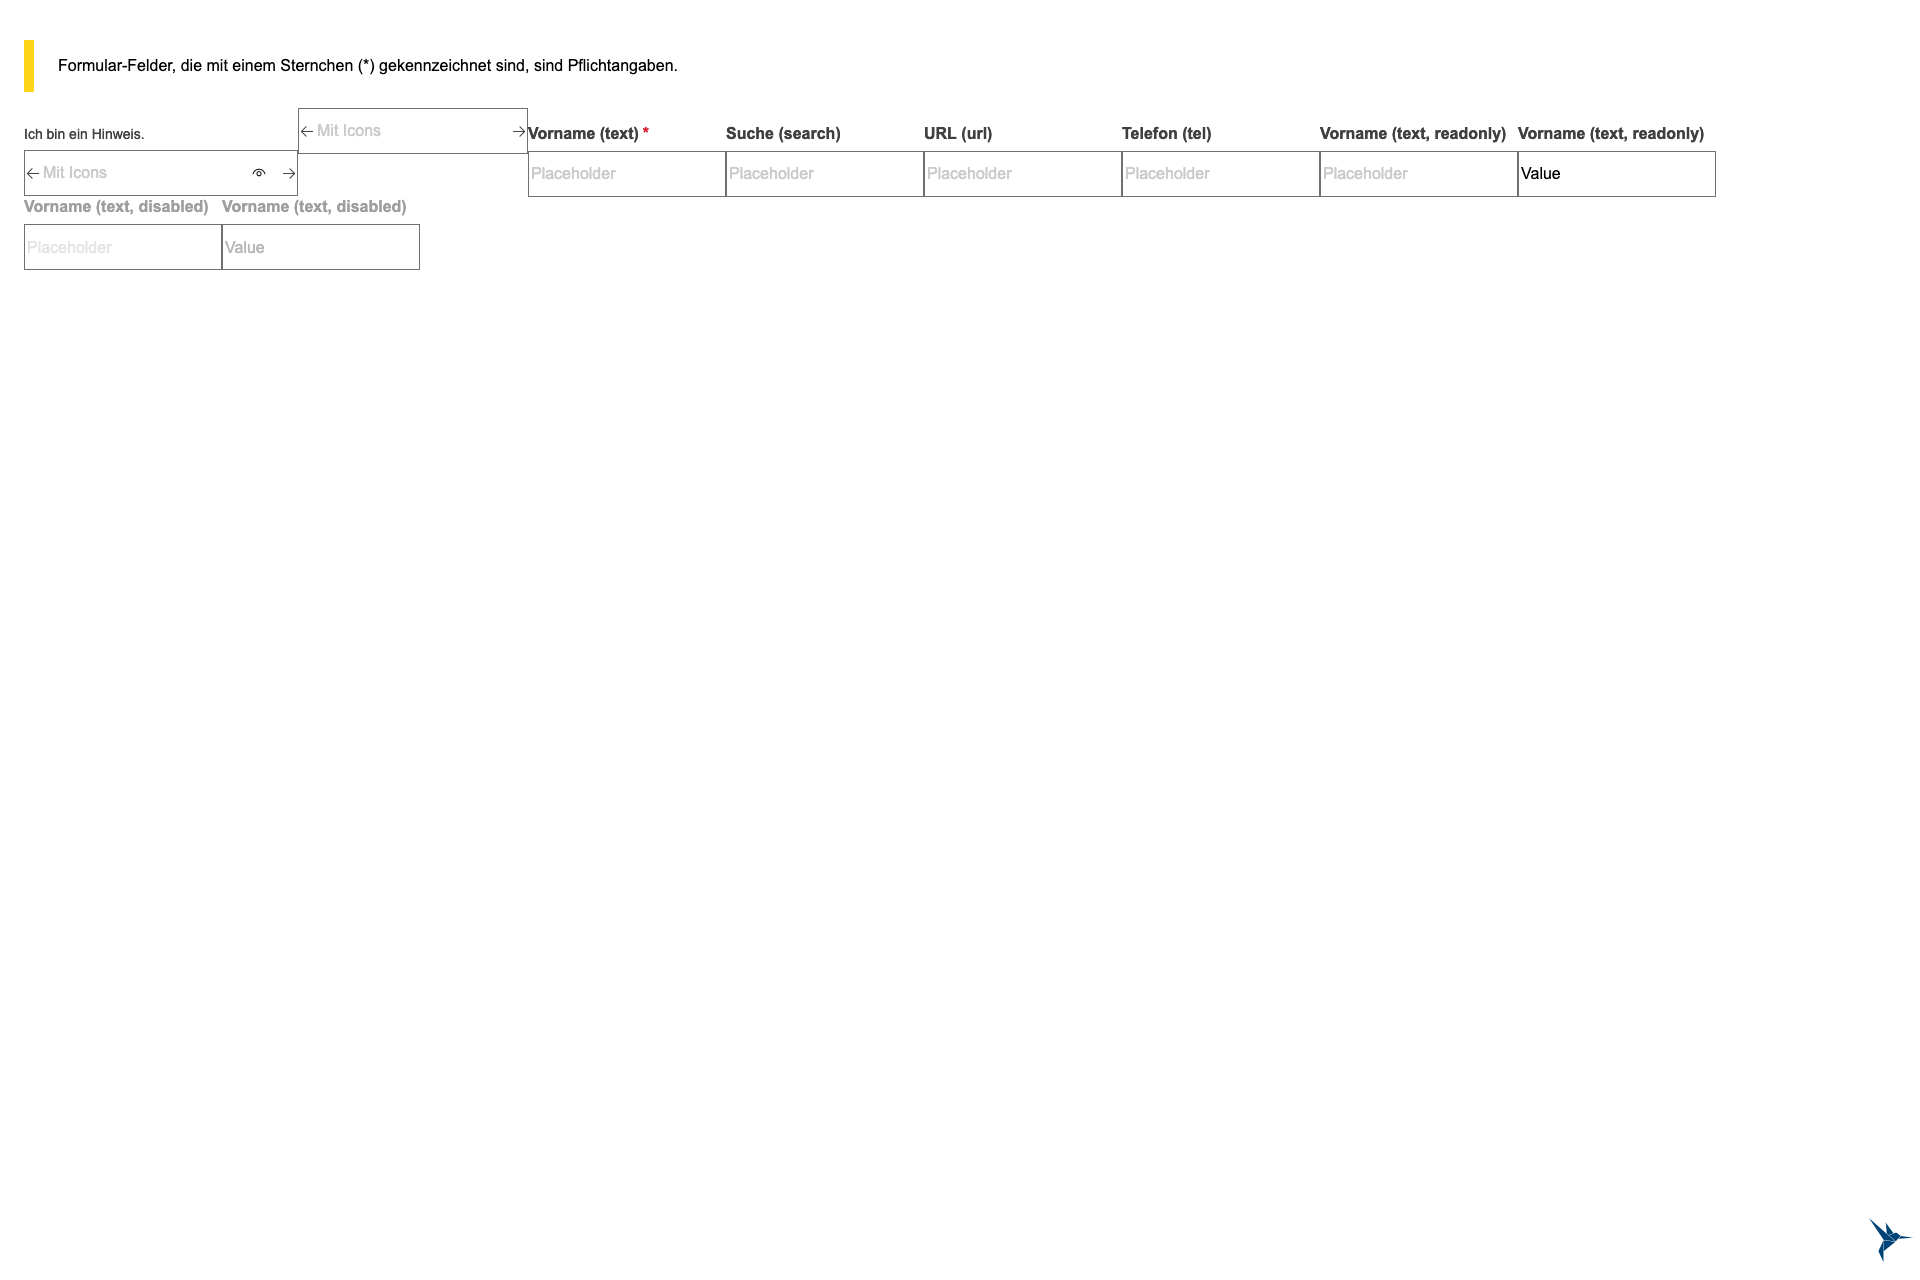 Formular-Felder, die mit einem Sternchen (*) gekennzeichnet sind, sind Pflichtangaben.
Ich bin ein Hinweis.
Mit Icons
Mit Icons
Vorname (text) *
Placeholder
Suche (search)
Placeholder
URL (url)
Placeholder
Telefon (tel)
Placeholder
Vorname (text, readonly)
Placeholder
Vorname (text, readonly)
Value
Vorname (text, disabled)
Placeholder
Vorname (text, disabled)
Value